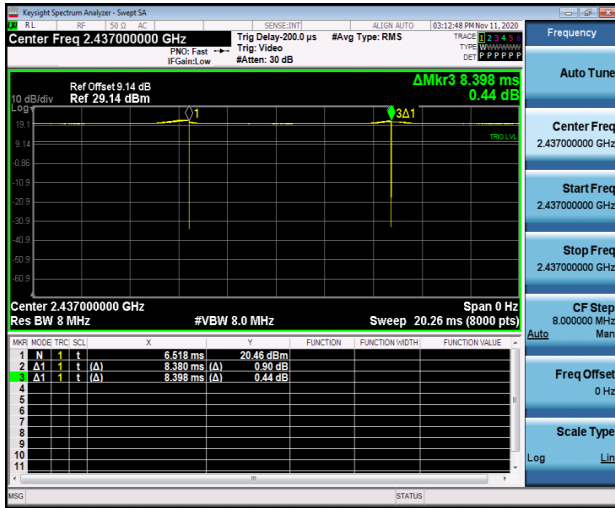 Keysight Spectrum Analyzer - Swept SA
RL RF 50 Ω AC SENSE:INT ALIGN AUTO 03:12:48 PM Nov 11, 2020
Center Freq 2.437000000 GHz
PNO: Fast
IFGain:Low
Trig Delay-200.0 µs
Trig: Video
#Atten: 30 dB
#Avg Type: RMS
TRACE 1 2 3 4 5 6
TYPE WWWWWW
DET P P P P P P
Frequency
Auto Tune
Center Freq
2.437000000 GHz
Start Freq
2.437000000 GHz
Stop Freq
2.437000000 GHz
CF Step
8.000000 MHz
Auto Man
Freq Offset
0 Hz
Scale Type
Log Lin
Ref Offset 9.14 dB
10 dB/div Ref 29.14 dBm
Log
ΔMkr3 8.398 ms
0.44 dB
1
3Δ1
TRIG LVL
19.1
9.14
-0.86
-10.9
-20.9
-30.9
-40.9
-50.9
-60.9
Center 2.437000000 GHz Span 0 Hz
Res BW 8 MHz #VBW 8.0 MHz Sweep 20.26 ms (8000 pts)
MKR MODE TRC SCL X Y FUNCTION FUNCTION WIDTH FUNCTION VALUE
1 N 1 t 6.518 ms 20.46 dBm
2 Δ1 1 t (Δ) 8.380 ms (Δ) 0.90 dB
3 Δ1 1 t (Δ) 8.398 ms (Δ) 0.44 dB
4
5
6
7
8
9
10
11
MSG STATUS